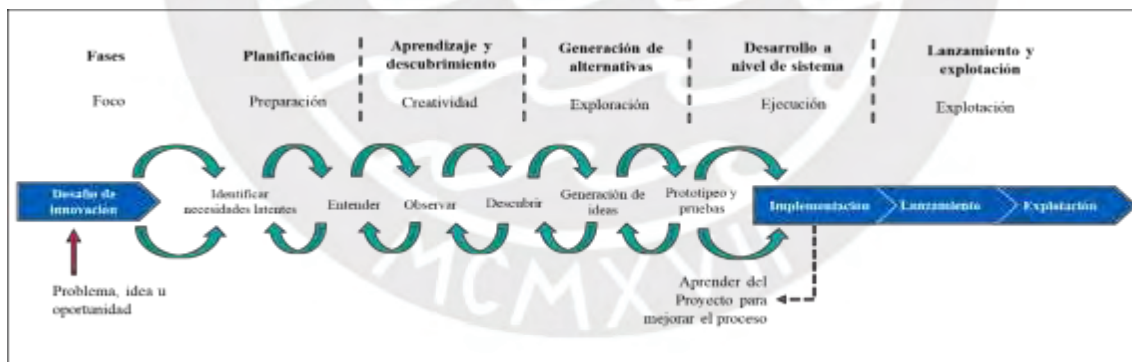 Fases
Planificación
Aprendizaje y
descubrimiento
Generación de
alternativas
Desarrollo a
nivel de sistema
Lanzamiento y
explotación
Foco
Preparación
Creatividad
Exploración
Ejecución
Explotación
Desafío de
innovación
Identificar
necesidades latentes
Entender
Observar
Descubrir
Generación de
ideas
Prototipeo y
pruebas
Implementación
Lanzamiento
Explotación
Problema, idea u
oportunidad
Aprender del
Proyecto para
mejorar el proceso
MCMXVII